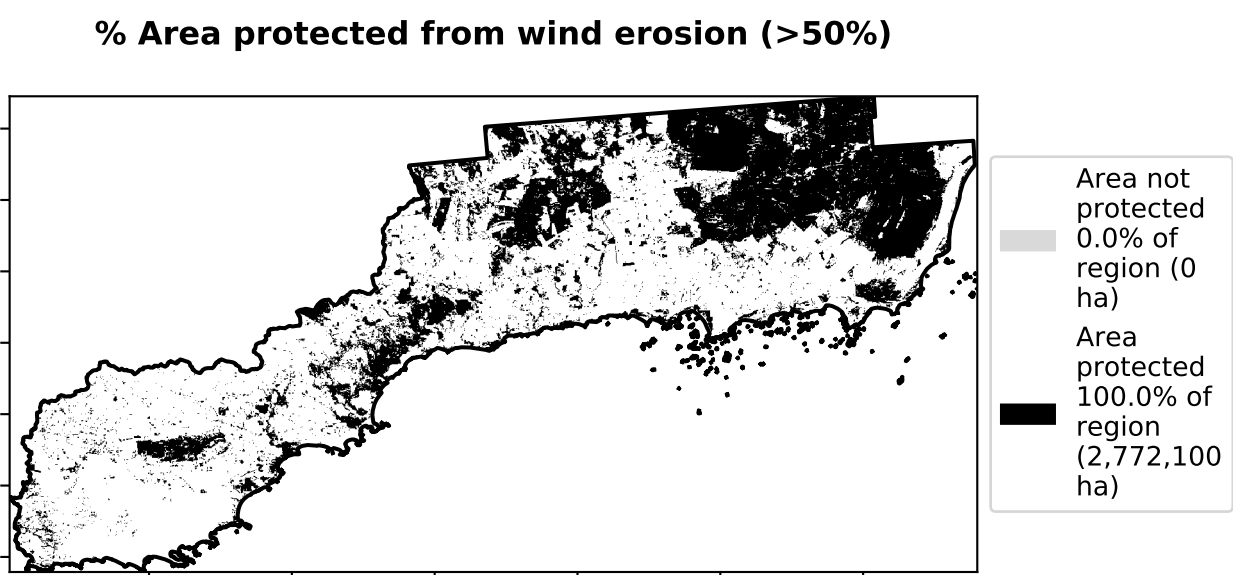 % Area protected from wind erosion (>50%)
Area not
protected
0.0% of
region (0
ha)
Area
protected
100.0% of
region
(2,772,100
ha)